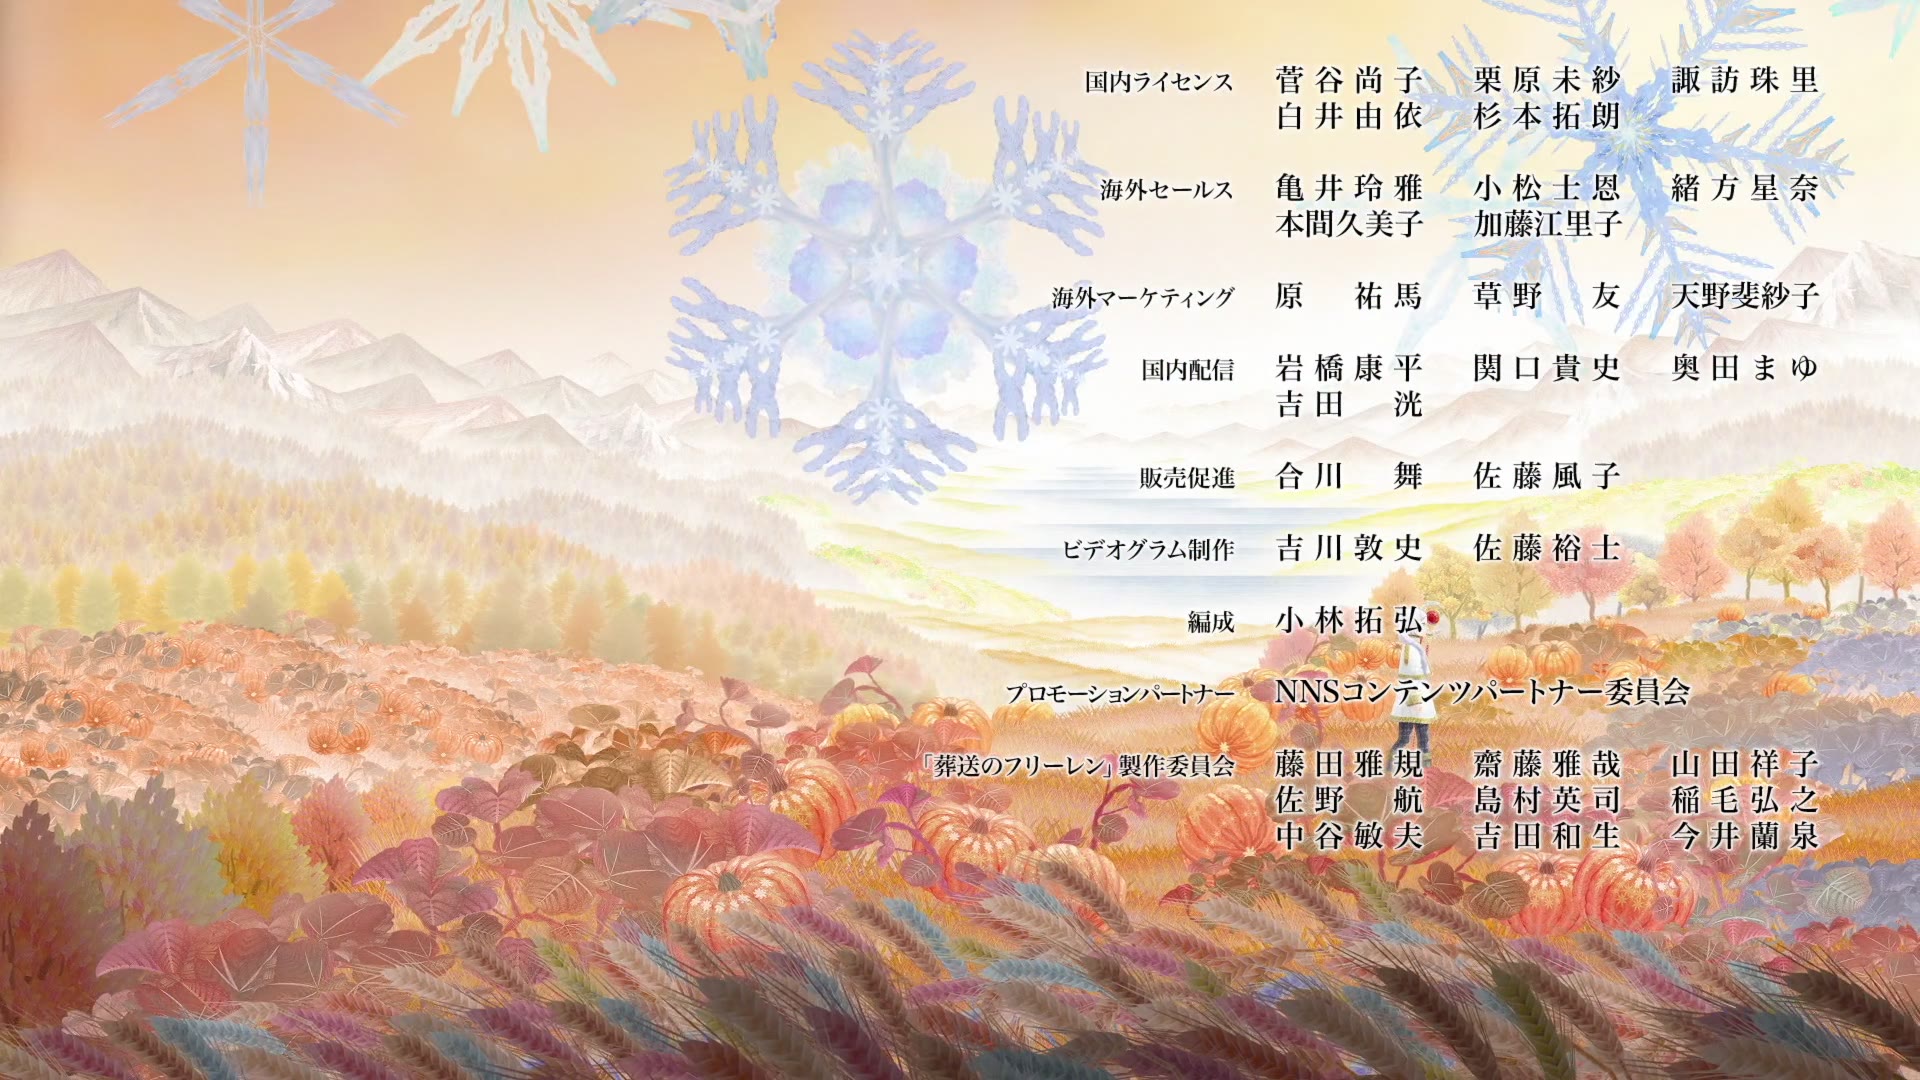 国内ライセンス 菅谷尚子 栗原未紗 諏訪珠里
白井由依 杉本拓朗
海外セールス 亀井玲雅 小松士恩 緒方星奈
本間久美子 加藤江里子
海外マーケティング 原 祐馬 草野 友 天野斐紗子
国内配信 岩橋康平 関口貴史 奥田まゆ
吉田 洸
販売促進 合川 舞 佐藤風子
ビデオグラム制作 吉川敦史 佐藤裕士
編成 小林拓弘
プロモーションパートナー NNSコンテンツパートナー委員会
「葬送のフリーレン」製作委員会 藤田雅規 齋藤雅哉 山田祥子
佐野 航 島村英司 稲毛弘之
中谷敏夫 吉田和生 今井蘭泉